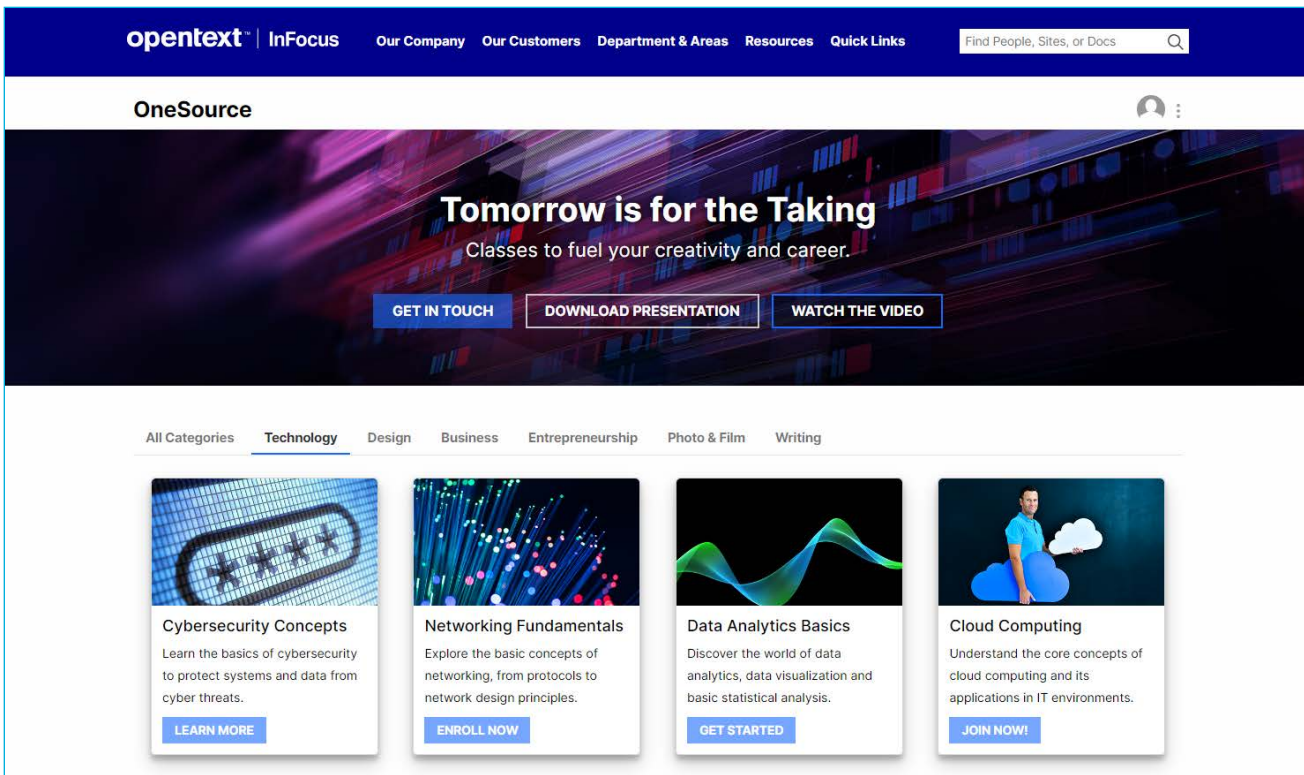 opentext™ | InFocus Our Company Our Customers Department & Areas Resources Quick Links Find People, Sites, or Docs
OneSource
Tomorrow is for the Taking
Classes to fuel your creativity and career.
GET IN TOUCH DOWNLOAD PRESENTATION WATCH THE VIDEO
All Categories Technology Design Business Entrepreneurship Photo & Film Writing
****
Cybersecurity Concepts
Learn the basics of cybersecurity
to protect systems and data from
cyber threats.
LEARN MORE
Networking Fundamentals
Explore the basic concepts of
networking, from protocols to
network design principles.
ENROLL NOW
Data Analytics Basics
Discover the world of data
analytics, data visualization and
basic statistical analysis.
GET STARTED
Cloud Computing
Understand the core concepts of
cloud computing and its
applications in IT environments.
JOIN NOW!